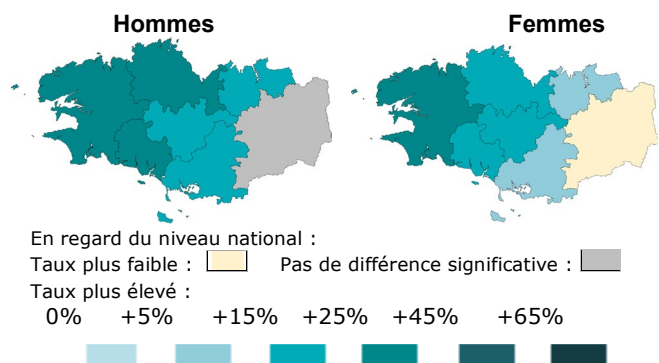 Hommes Femmes
En regard du niveau national :
Taux plus faible : Pas de différence significative :
Taux plus élevé :
0% +5% +15% +25% +45% +65%